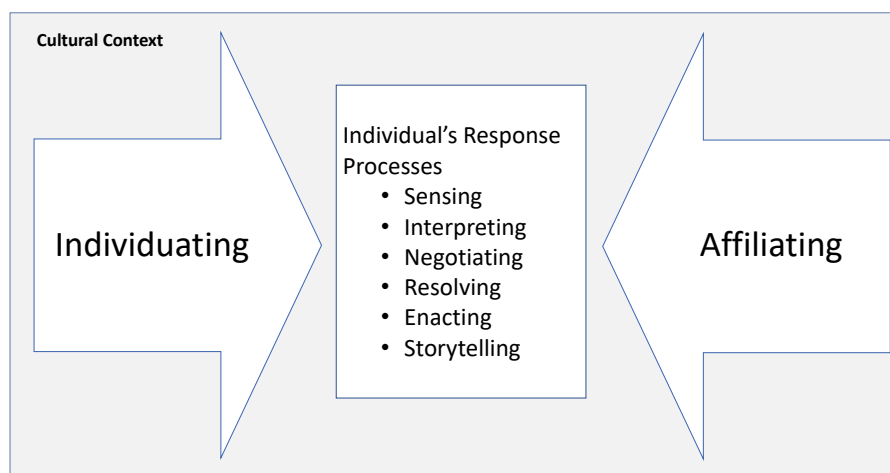 Cultural Context
Individuating
Individual’s Response
Processes
• Sensing
• Interpreting
• Negotiating
• Resolving
• Enacting
• Storytelling
Affiliating